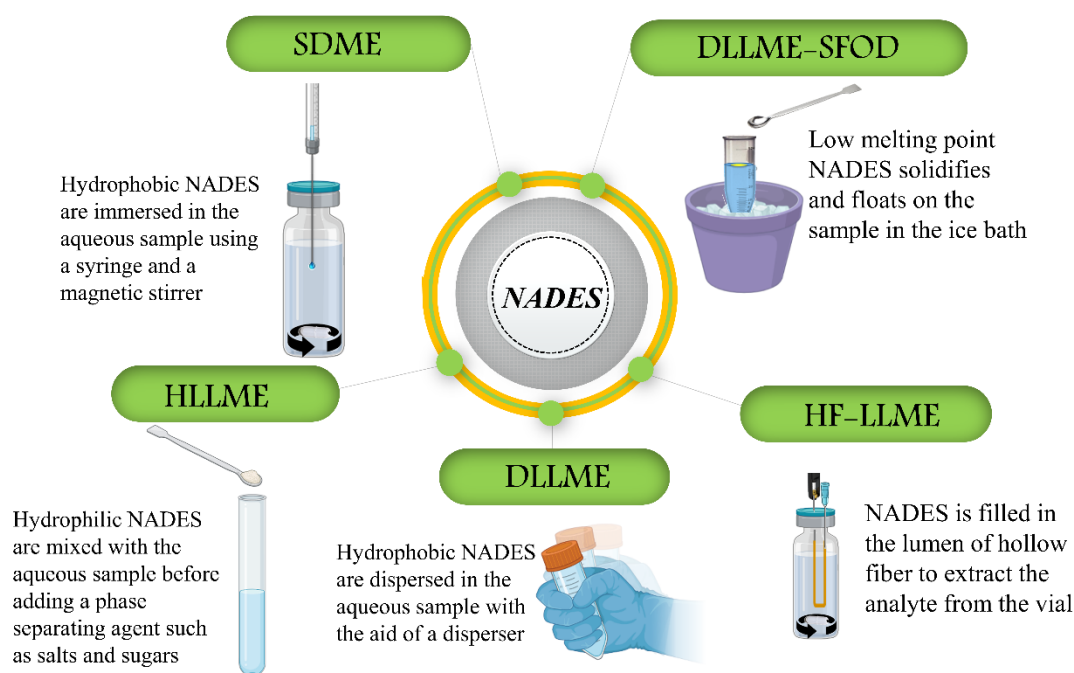 SDME
DLLME-SFOD
Hydrophobic NADES
are immersed in the
aqueous sample using
a syringe and a
magnetic stirrer
Low melting point
NADES solidifies
and floats on the
sample in the ice bath
NADES
HLLME
HF-LLME
DLLME
Hydrophilic NADES
are mixed with the
aqueous sample before
adding a phase
separating agent such
as salts and sugars
Hydrophobic NADES
are dispersed in the
aqueous sample with
the aid of a disperser
NADES is filled in
the lumen of hollow
fiber to extract the
analyte from the vial